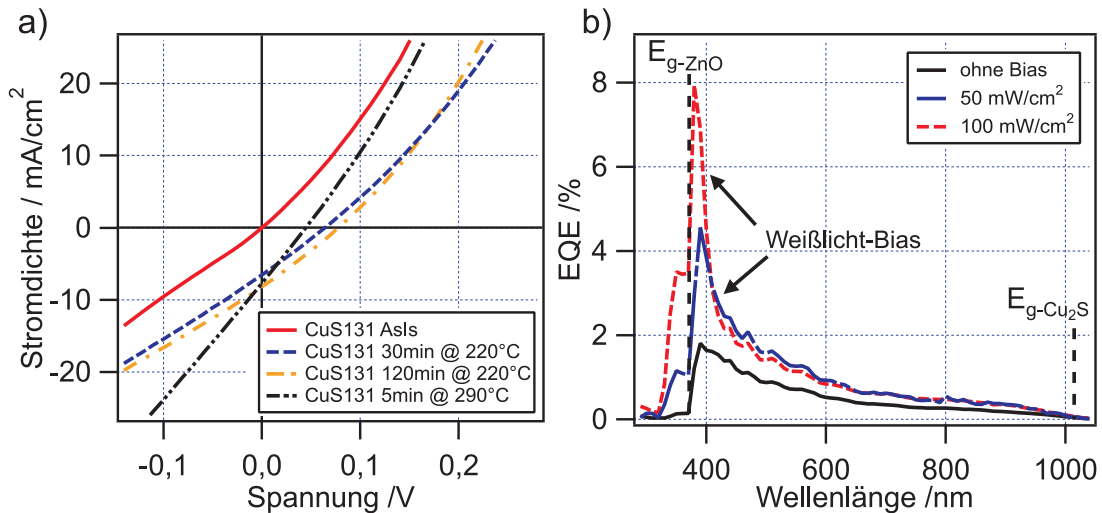 a)
Stromdichte / mA/cm²
20
10
0
-10
-20
-0,1
0,0
0,1
0,2
Spannung /V
CuS131 AsIs
CuS131 30min @ 220°C
CuS131 120min @ 220°C
CuS131 5min @ 290°C
b)
EQE /%
8
6
4
2
0
400
600
800
1000
Wellenlänge /nm
E_g-ZnO
ohne Bias
50 mW/cm²
100 mW/cm²
Weißlicht-Bias
E_g-Cu₂S